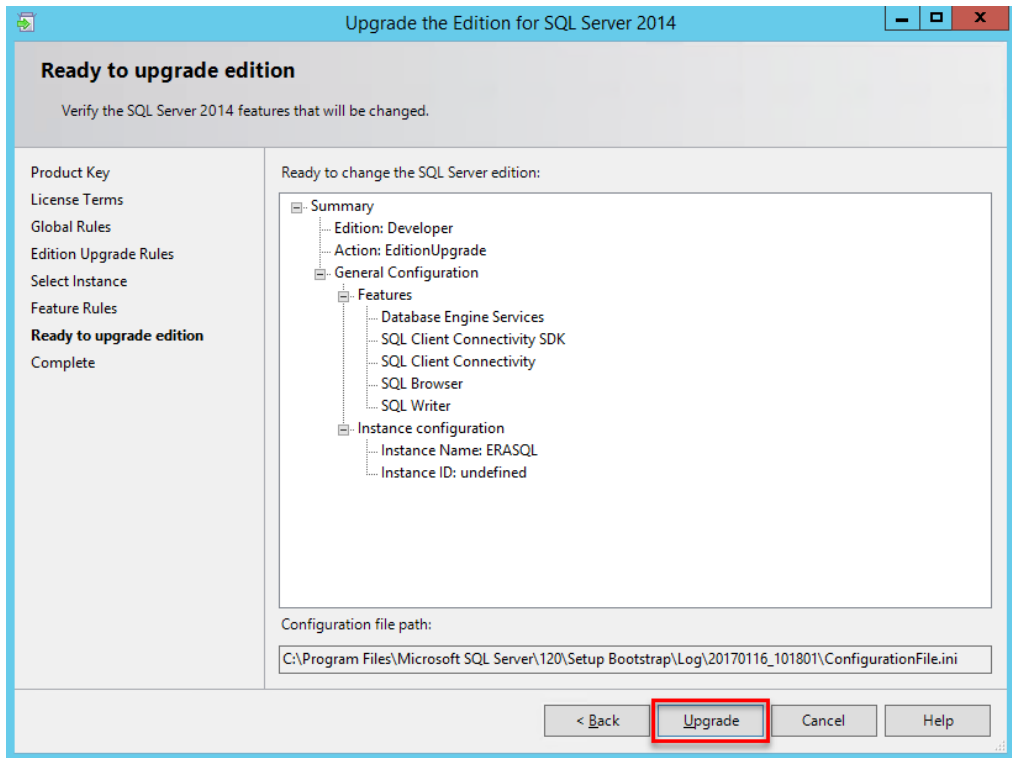 Upgrade the Edition for SQL Server 2014
Ready to upgrade edition
Verify the SQL Server 2014 features that will be changed.
Product Key
License Terms
Global Rules
Edition Upgrade Rules
Select Instance
Feature Rules
Ready to upgrade edition
Complete
Ready to change the SQL Server edition:
Summary
Edition: Developer
Action: EditionUpgrade
General Configuration
Features
Database Engine Services
SQL Client Connectivity SDK
SQL Client Connectivity
SQL Browser
SQL Writer
Instance configuration
Instance Name: ERASQL
Instance ID: undefined
Configuration file path:
C:\Program Files\Microsoft SQL Server\120\Setup Bootstrap\Log\20170116_101801\ConfigurationFile.ini
< Back Upgrade Cancel Help